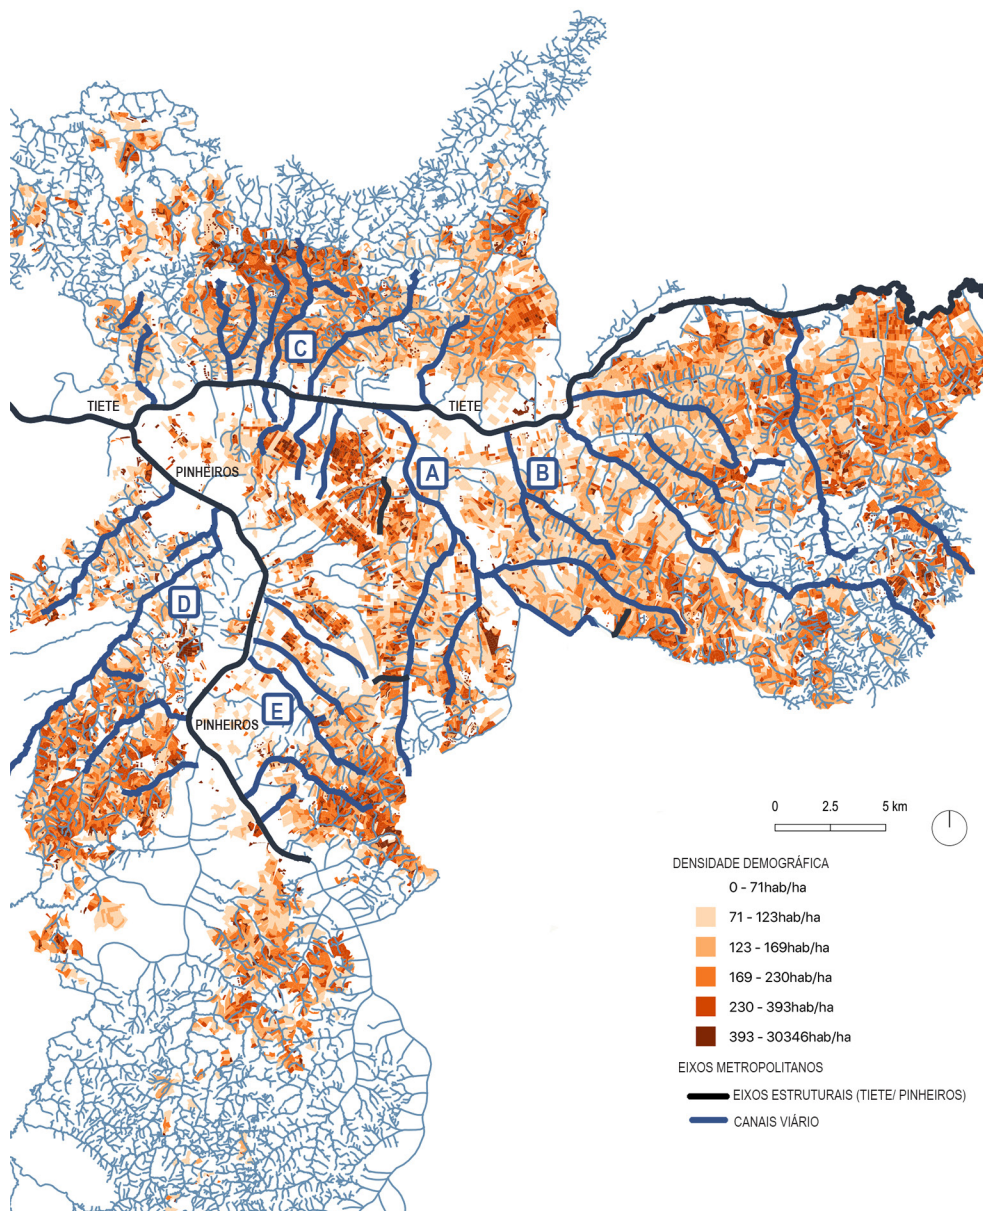 C
TIETE
TIETE
PINHEIROS
A
B
D
E
PINHEIROS
0 2.5 5 km
DENSIDADE DEMOGRÁFICA
0 - 71hab/ha
71 - 123hab/ha
123 - 169hab/ha
169 - 230hab/ha
230 - 393hab/ha
393 - 30346hab/ha
EIXOS METROPOLITANOS
EIXOS ESTRUTURAIS (TIETE/ PINHEIROS)
CANAIS VIÁRIO